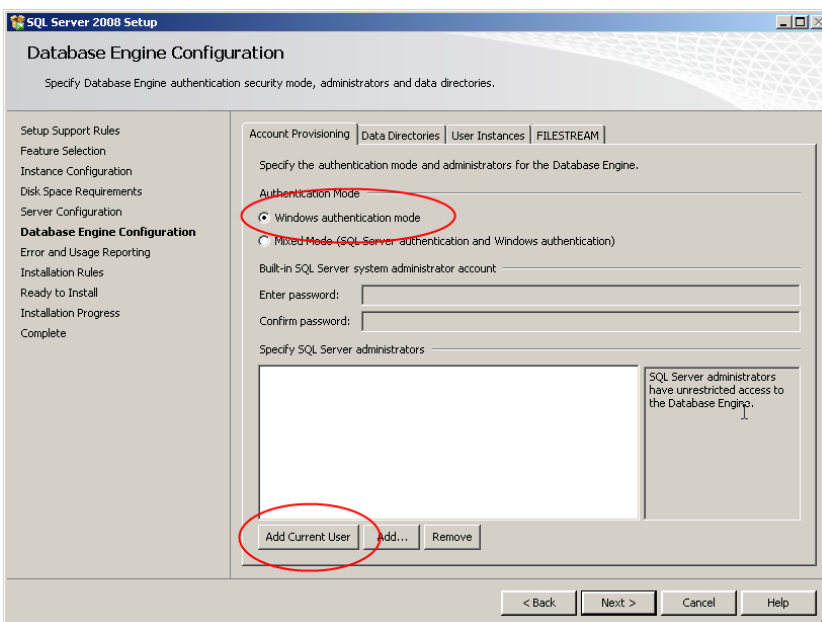 SQL Server 2008 Setup
Database Engine Configuration
Specify Database Engine authentication security mode, administrators and data directories.
Setup Support Rules
Feature Selection
Instance Configuration
Disk Space Requirements
Server Configuration
Database Engine Configuration
Error and Usage Reporting
Installation Rules
Ready to Install
Installation Progress
Complete
Account Provisioning Data Directories User Instances FILESTREAM
Specify the authentication mode and administrators for the Database Engine.
Authentication Mode
Windows authentication mode
Mixed Mode (SQL Server authentication and Windows authentication)
Built-in SQL Server system administrator account
Enter password:
Confirm password:
Specify SQL Server administrators
SQL Server administrators
have unrestricted access to
the Database Engine.
Add Current User Add... Remove
< Back Next > Cancel Help